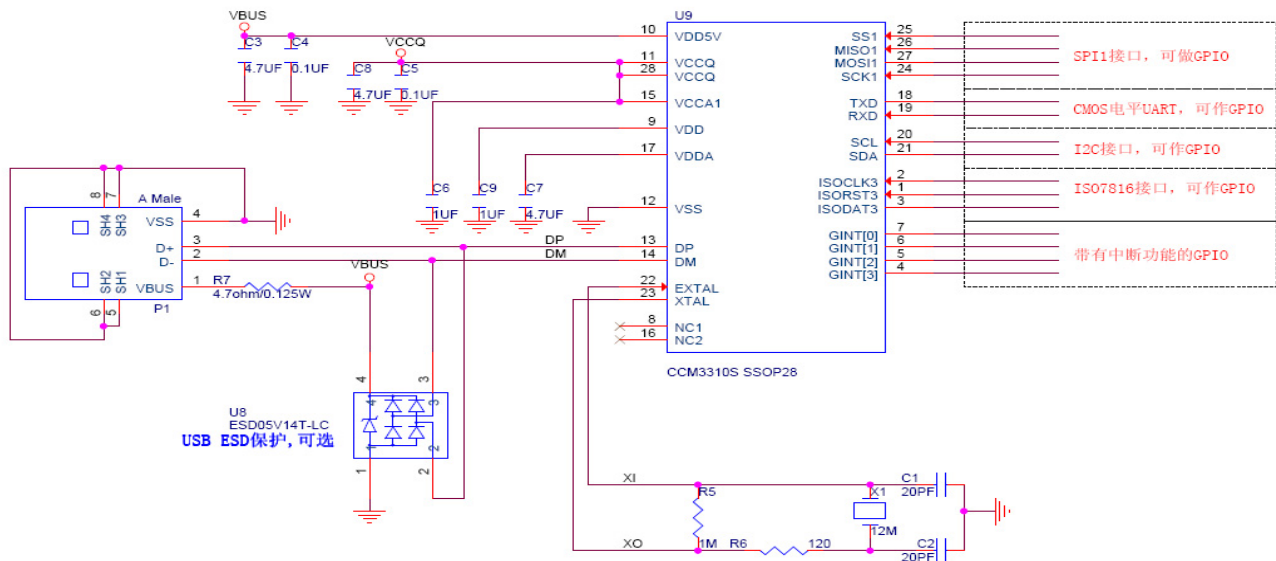 VBUS
C3
C4
4.7UF
0.1UF
VCCQ
C8
C5
4.7UF
0.1UF
C6
1UF
C9
1UF
C7
4.7UF
U9
10 VDD5V
11 VCCQ
28 VCCQ
15 VCCA1
9 VDD
17 VDDA
12 VSS
13 DP
14 DM
22 EXTAL
23 XTAL
8 NC1
16 NC2
SS1 25
MISO1 26
MOSI1 27
SCK1 24
TXD 18
RXD 19
SCL 20
SDA 21
ISOCLK3 2
ISORST3 1
ISODAT3 3
GINT[0] 7
GINT[1] 6
GINT[2] 5
GINT[3] 4
CCM3310S SSOP28
SPI1接口，可做GPIO
CMOS电平UART，可作GPIO
I2C接口，可作GPIO
ISO7816接口，可作GPIO
带有中断功能的GPIO
A Male
8 SH4
7 SH3
VSS 4
D+ 3
D- 2
VBUS 1
6 SH2
5 SH1
P1
DP
DM
R7
4.7ohm/0.125W
VBUS
4
3
4
3
1
2
1
2
U8
ESD05V14T-LC
USB ESD保护,可选
XI
XO
R5
1M
R6
120
X1
12M
C1
20PF
C2
20PF